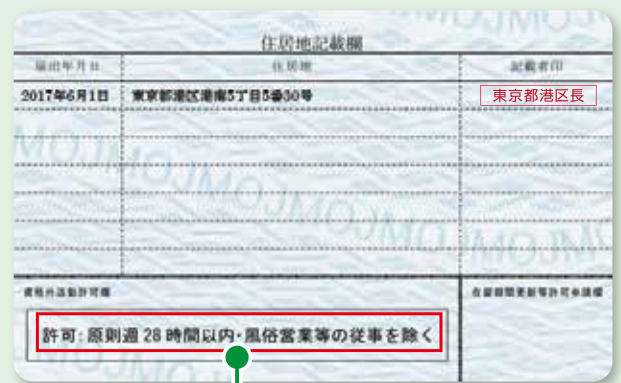 住居地記載欄
届出年月日 住居地 記載者印
2017年6月1日 東京都港区港南5丁目5番30号 東京都港区長
MOJMOJMOJMOJMOJMOJ
資格外活動許可欄 在留期間更新等許可申請欄
許可:原則週28時間以内・風俗営業等の従事を除く